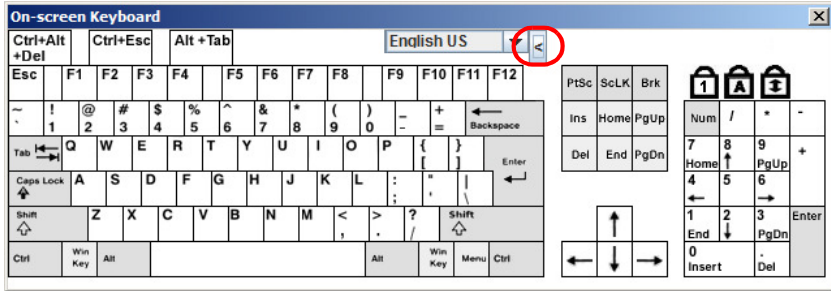 On-screen Keyboard
Ctrl+Alt +Del Ctrl+Esc Alt +Tab English US <
Esc F1 F2 F3 F4 F5 F6 F7 F8 F9 F10 F11 F12 PtSc ScLK Brk 1 A
~ ! @ # $ % ^ & * ( ) _ +
` 1 2 3 4 5 6 7 8 9 0 - = Backspace Ins Home PgUp Num / * -
Tab Q W E R T Y U I O P { }
[ ] Enter Del End PgDn 7 Home 8 9 PgUp +
Caps Lock A S D F G H J K L : " |
; ' \ 4 5 6
Shift Z X C V B N M < > ? Shift
, . / 1 End 2 3 PgDn Enter
Ctrl Win Key Alt Alt Win Key Menu Ctrl 0 Insert . Del